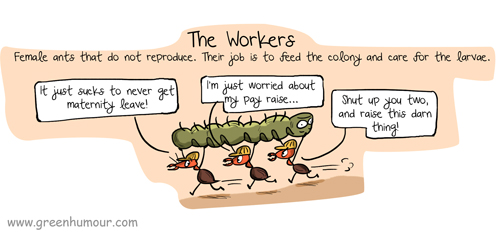 The Workers
Female ants that do not reproduce. Their job is to feed the colony and care for the larvae.
It just sucks to never get
maternity leave!
I'm just worried about
my pay raise...
Shut up you two,
and raise this darn
thing!
www.greenhumour.com